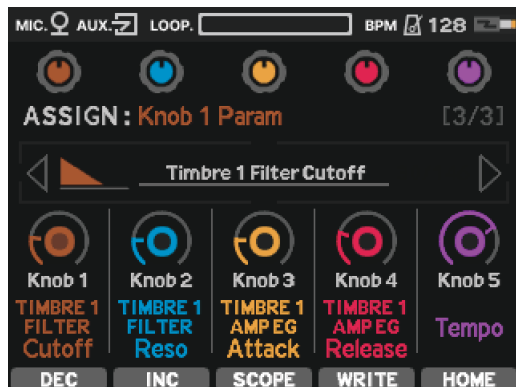 MIC. AUX. LOOP. BPM 128
ASSIGN: Knob 1 Param [3/3]
Timbre 1 Filter Cutoff
Knob 1 Knob 2 Knob 3 Knob 4 Knob 5
TIMBRE 1 TIMBRE 1 TIMBRE 1 TIMBRE 1
FILTER FILTER AMP EG AMP EG Tempo
Cutoff Reso Attack Release
DEC INC SCOPE WRITE HOME